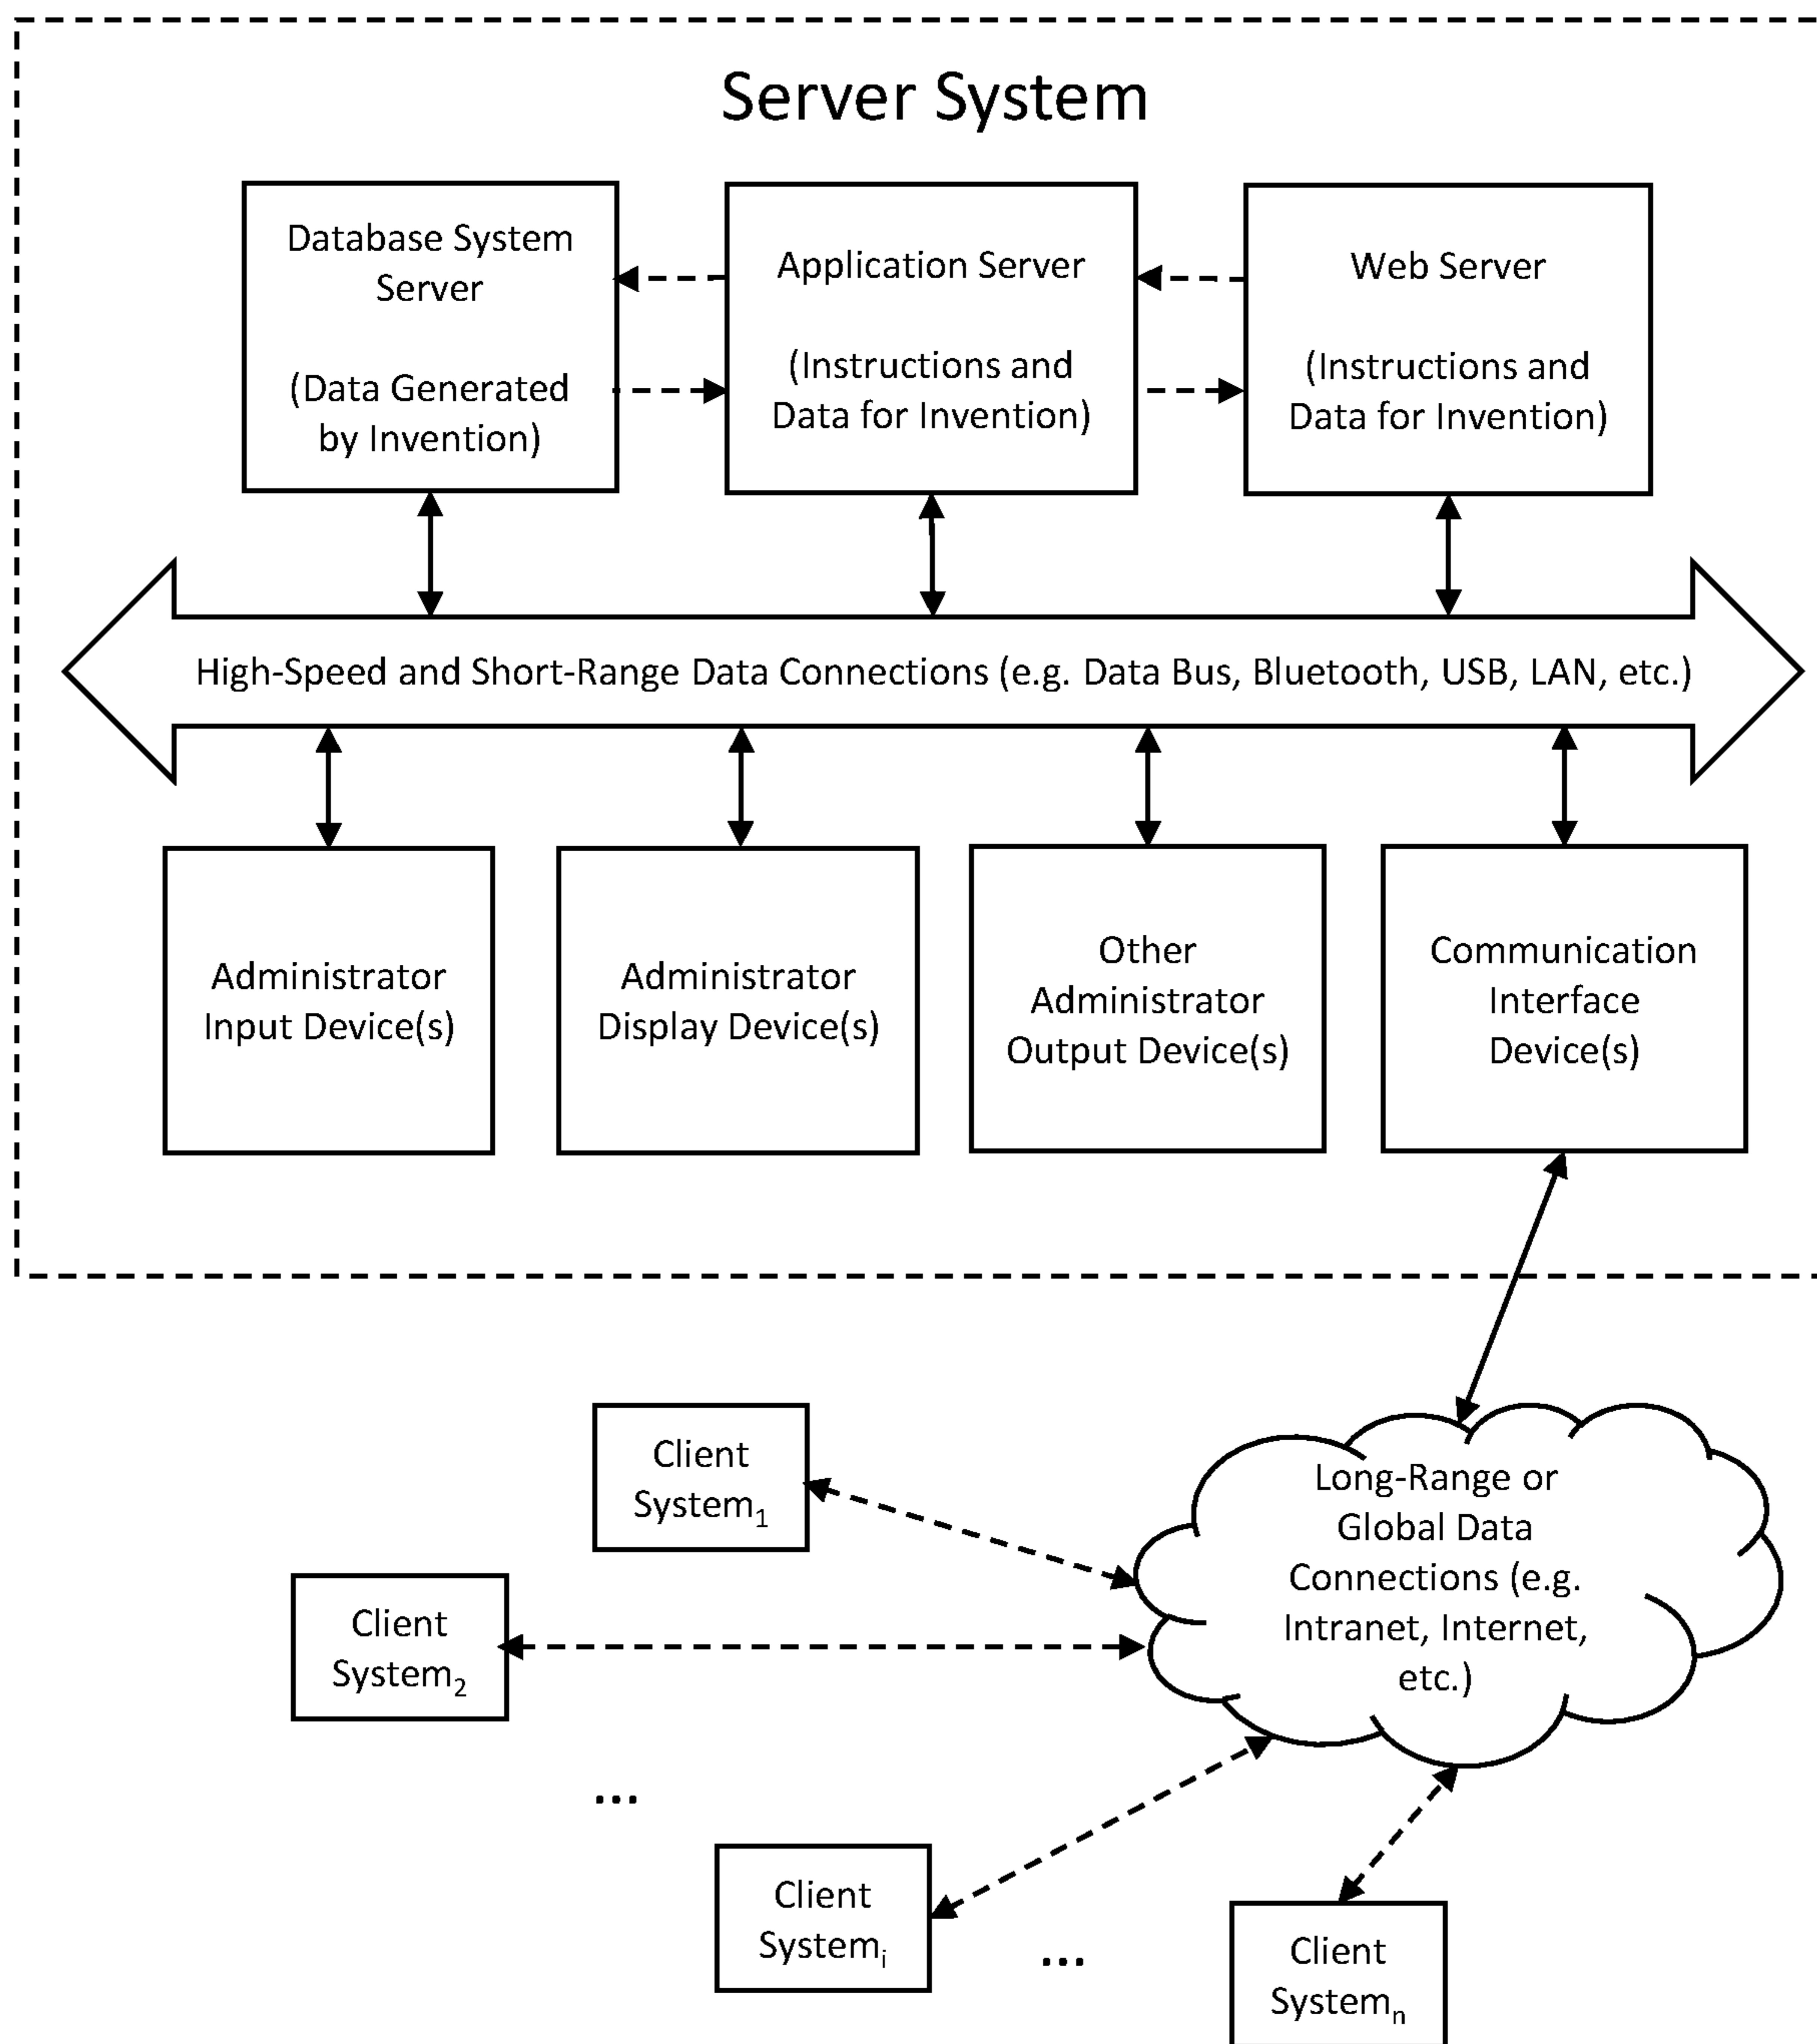 Server System
Database System
Server
(Data Generated
by Invention)
Application Server
(Instructions and
Data for Invention)
Web Server
(Instructions and
Data for Invention)
High-Speed and Short-Range Data Connections (e.g. Data Bus, Bluetooth, USB, LAN, etc.)
Administrator
Input Device(s)
Administrator
Display Device(s)
Other
Administrator
Output Device(s)
Communication
Interface
Device(s)
Long-Range or
Global Data
Connections (e.g.
Intranet, Internet,
etc.)
Client
System₁
Client
System₂
...
Client
Systemᵢ
...
Client
Systemₙ